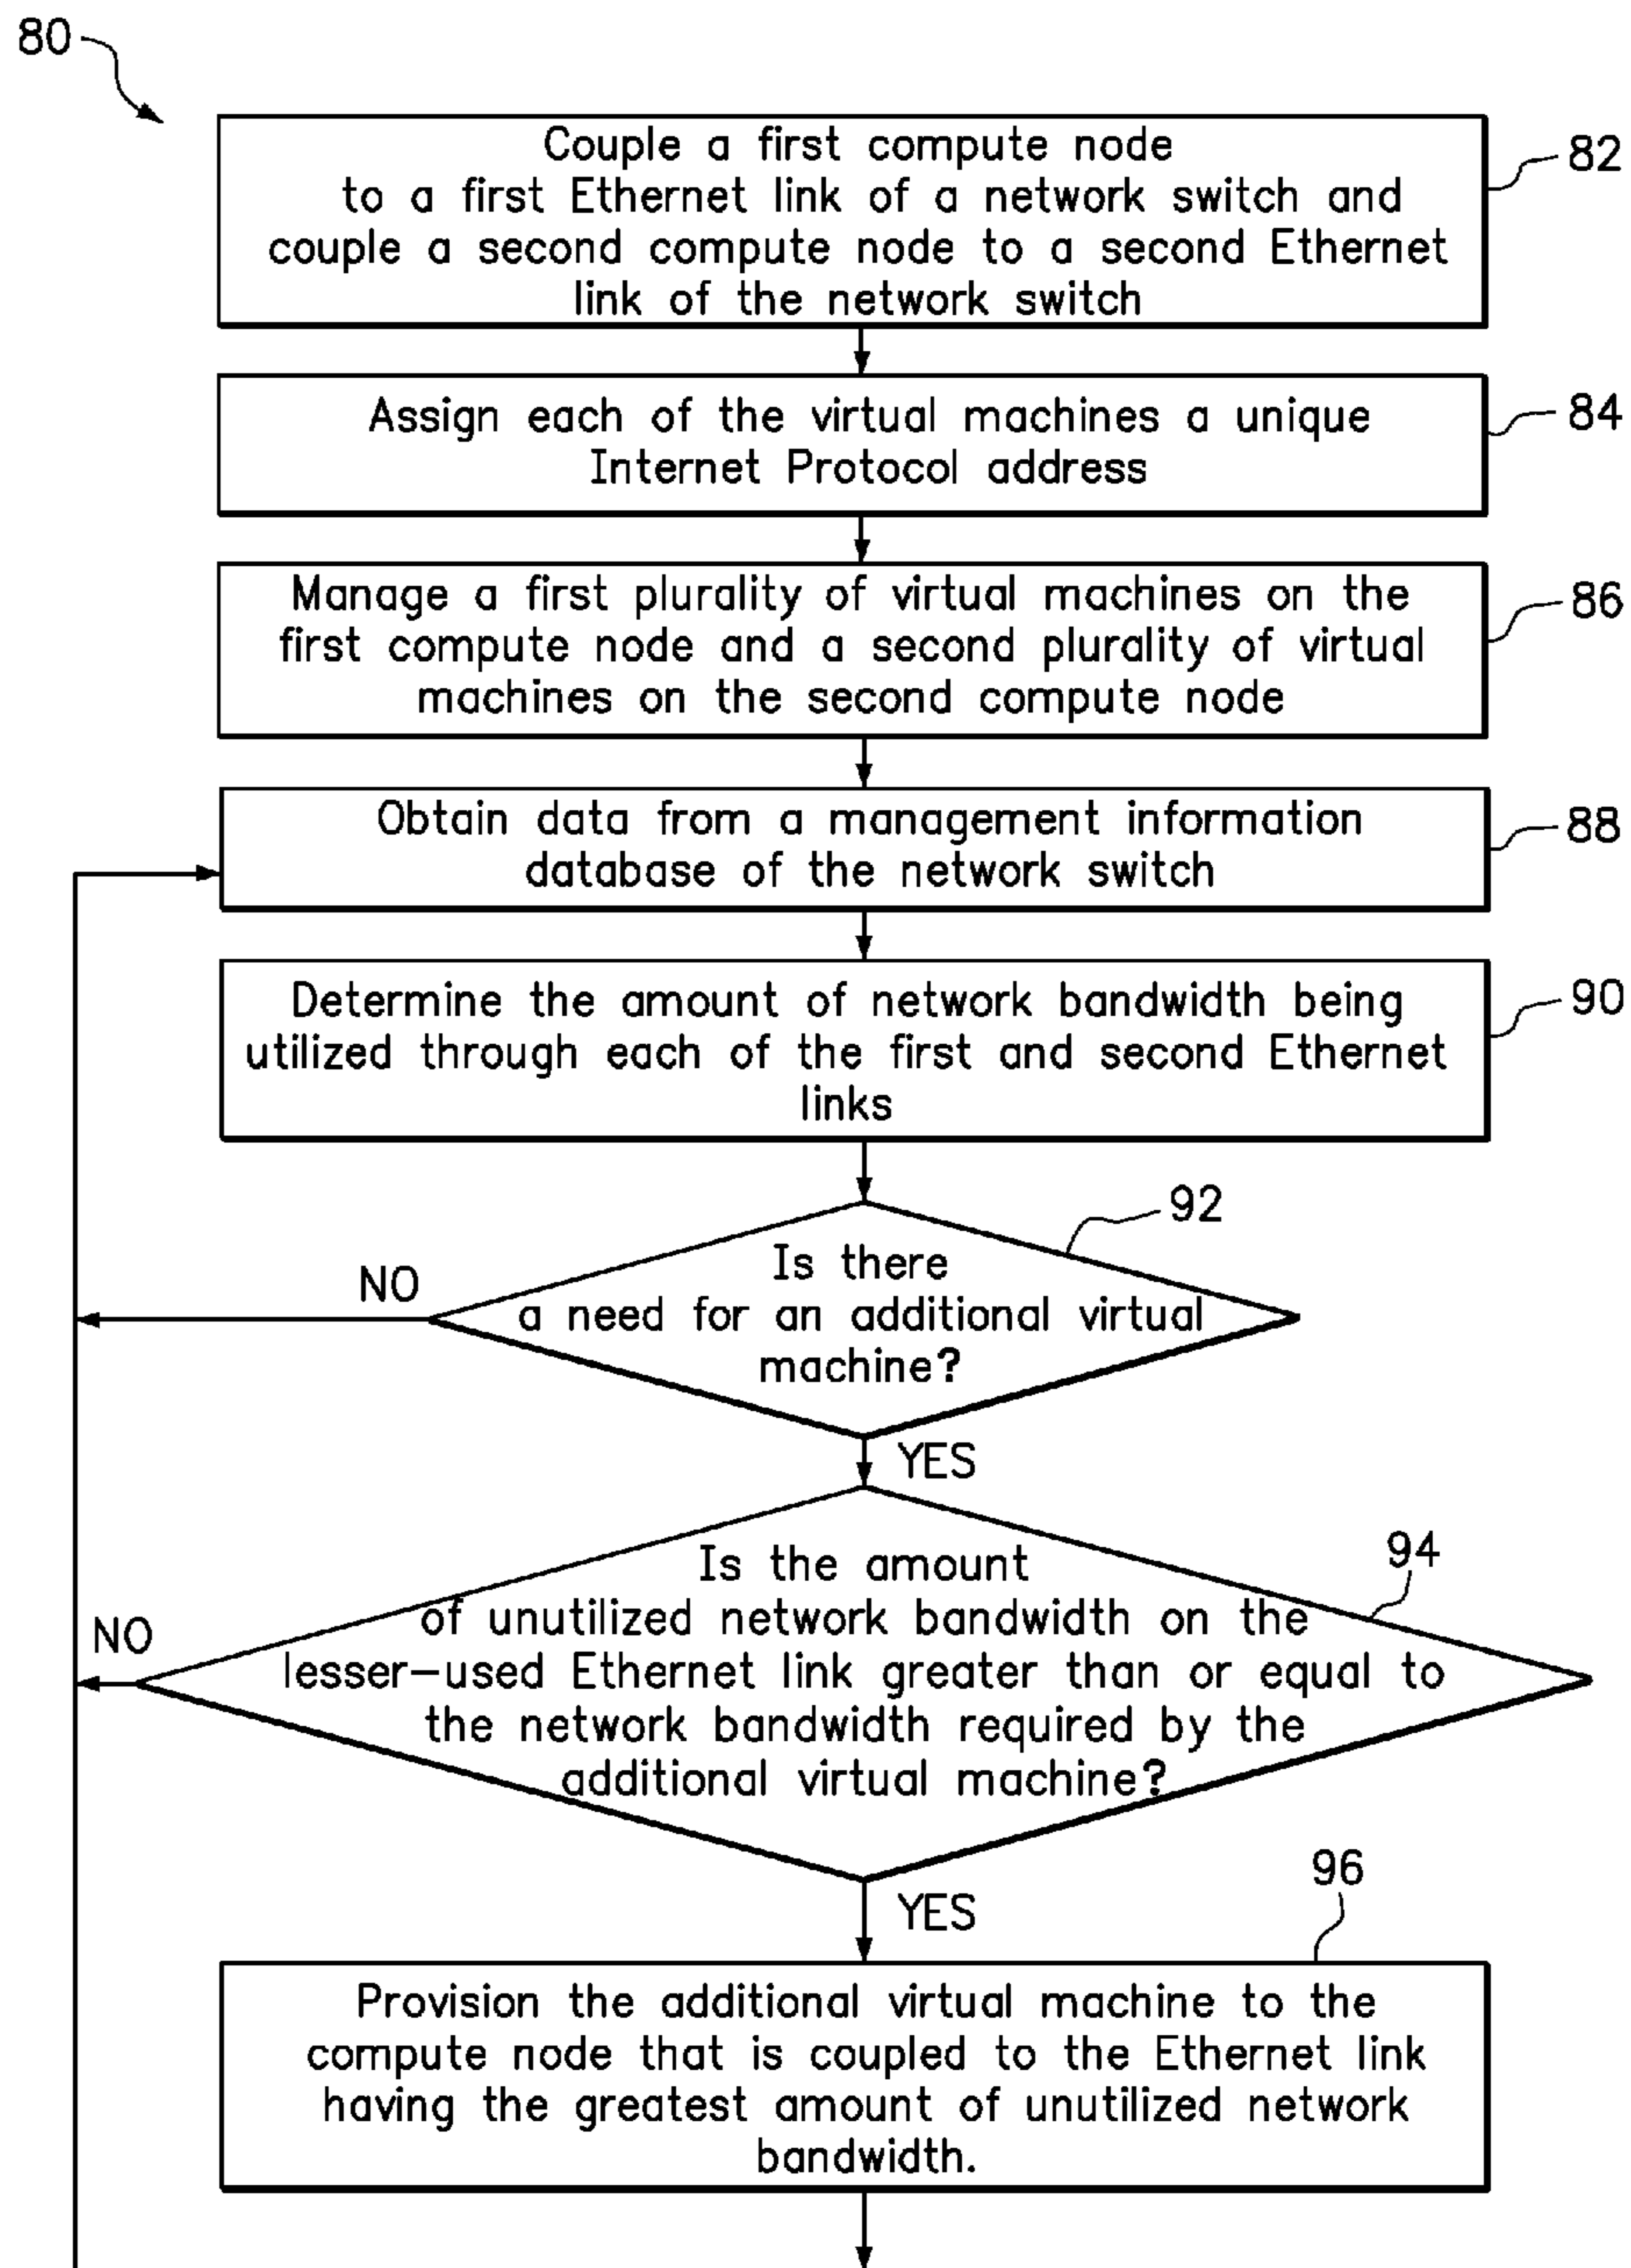 80
Couple a first compute node
to a first Ethernet link of a network switch and
couple a second compute node to a second Ethernet
link of the network switch
82
Assign each of the virtual machines a unique
Internet Protocol address
84
Manage a first plurality of virtual machines on the
first compute node and a second plurality of virtual
machines on the second compute node
86
Obtain data from a management information
database of the network switch
88
Determine the amount of network bandwidth being
utilized through each of the first and second Ethernet
links
90
92
Is there
a need for an additional virtual
machine?
NO
YES
94
Is the amount
of unutilized network bandwidth on the
lesser-used Ethernet link greater than or equal to
the network bandwidth required by the
additional virtual machine?
NO
YES
96
Provision the additional virtual machine to the
compute node that is coupled to the Ethernet link
having the greatest amount of unutilized network
bandwidth.